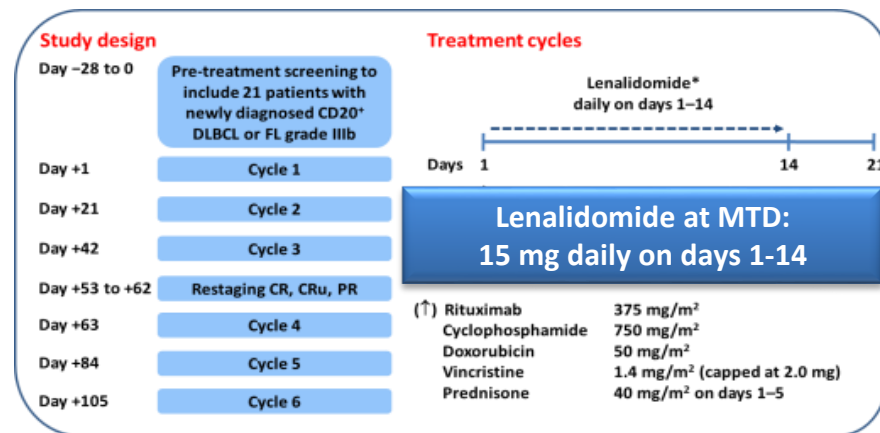 Study design
Day −28 to 0
Pre-treatment screening to
include 21 patients with
newly diagnosed CD20⁺
DLBCL or FL grade IIIb
Day +1
Cycle 1
Day +21
Cycle 2
Day +42
Cycle 3
Day +53 to +62
Restaging CR, CRu, PR
Day +63
Cycle 4
Day +84
Cycle 5
Day +105
Cycle 6
Treatment cycles
Lenalidomide*
daily on days 1–14
Days 1 14 21
Lenalidomide at MTD:
15 mg daily on days 1-14
(↑) Rituximab 375 mg/m²
Cyclophosphamide 750 mg/m²
Doxorubicin 50 mg/m²
Vincristine 1.4 mg/m² (capped at 2.0 mg)
Prednisone 40 mg/m² on days 1–5